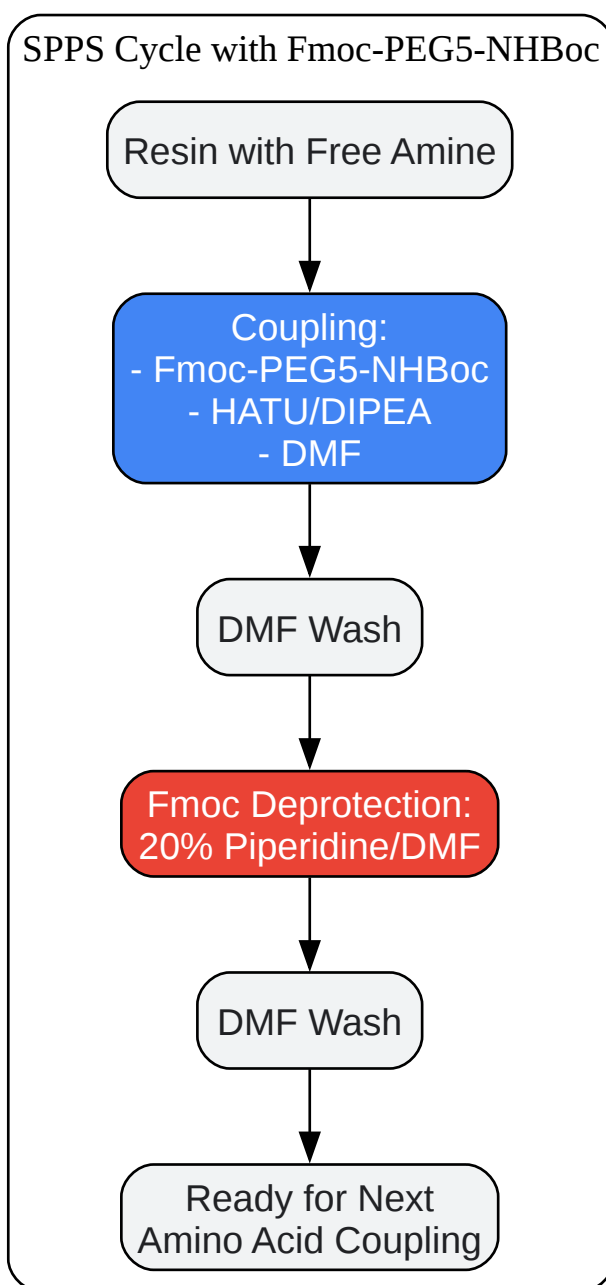 SPPS Cycle with Fmoc-PEG5-NHBoc
Resin with Free Amine
Coupling:
- Fmoc-PEG5-NHBoc
- HATU/DIPEA
- DMF
DMF Wash
Fmoc Deprotection:
20% Piperidine/DMF
DMF Wash
Ready for Next
Amino Acid Coupling